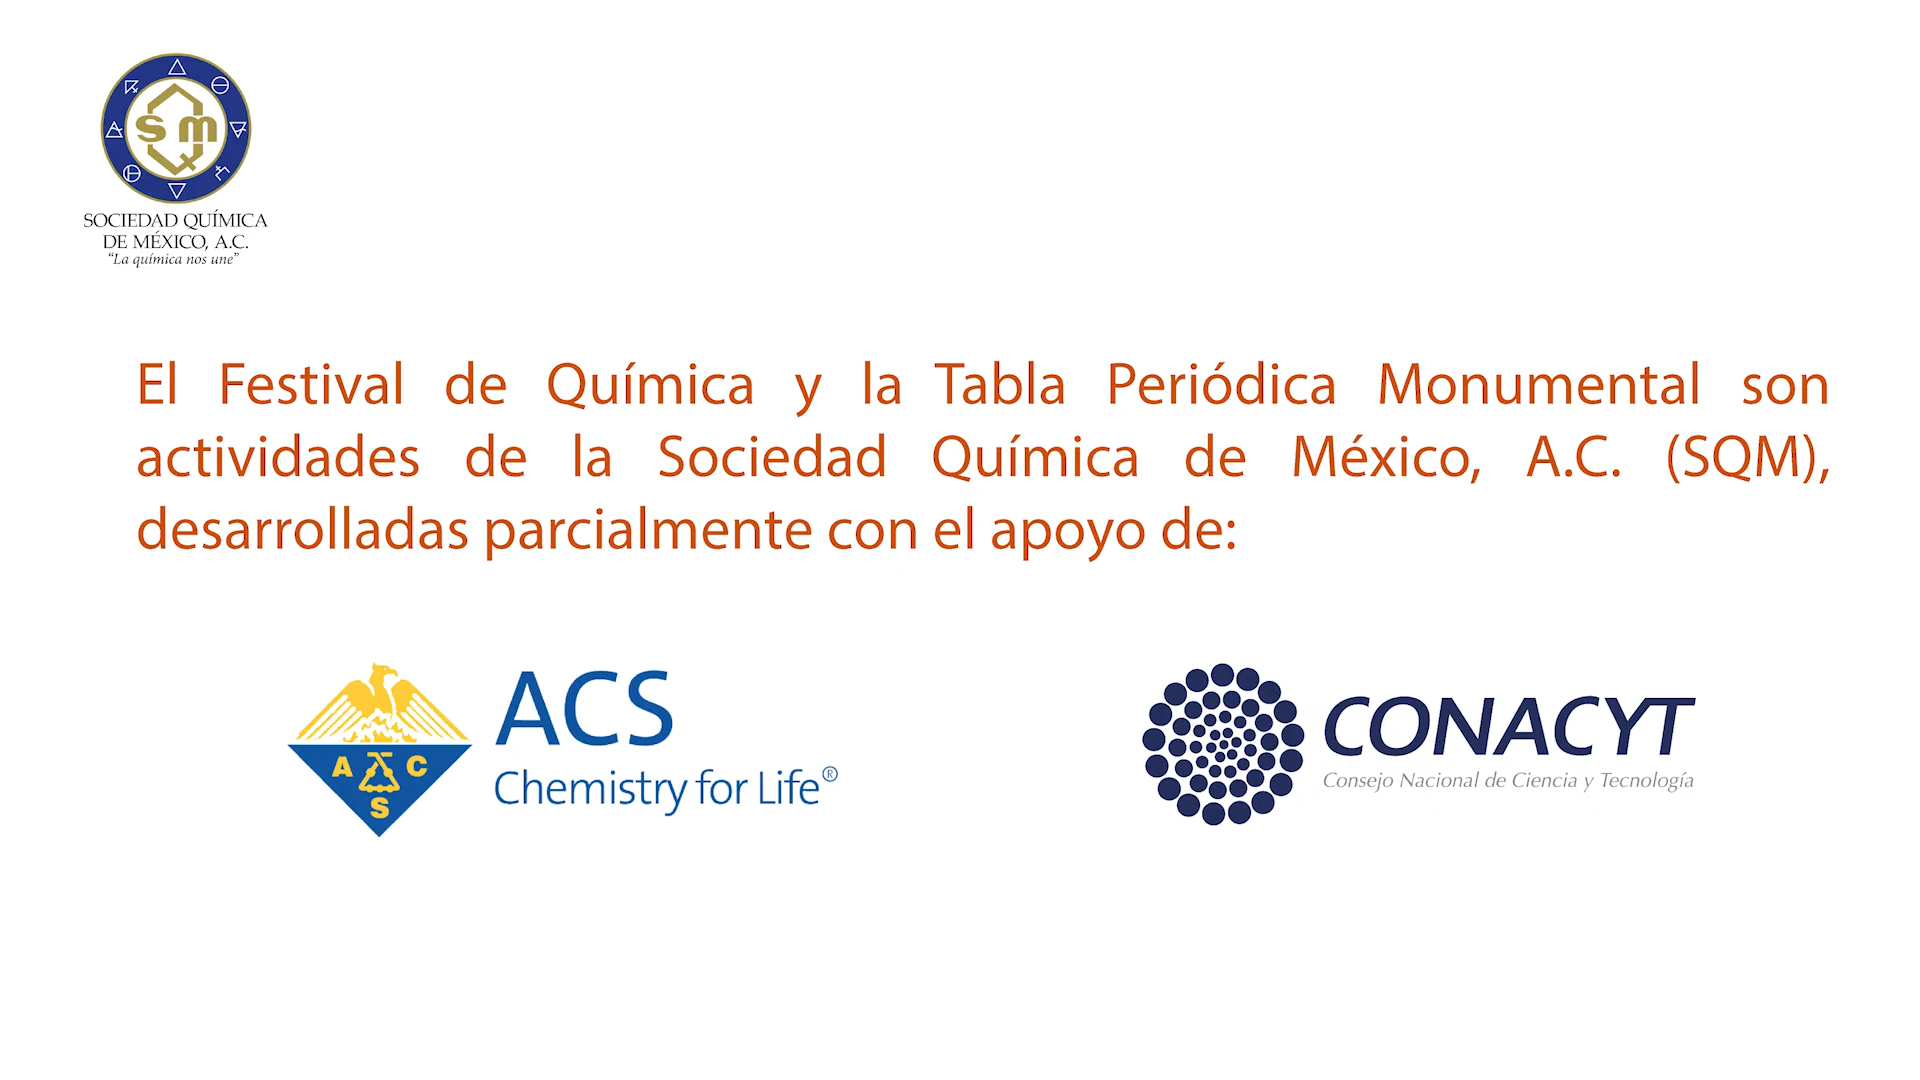 S m
Q
SOCIEDAD QUÍMICA
DE MÉXICO, A.C.
“La química nos une”
El Festival de Química y la Tabla Periódica Monumental son
actividades de la Sociedad Química de México, A.C. (SQM),
desarrolladas parcialmente con el apoyo de:
A C
S
ACS
Chemistry for Life®
CONACYT
Consejo Nacional de Ciencia y Tecnología